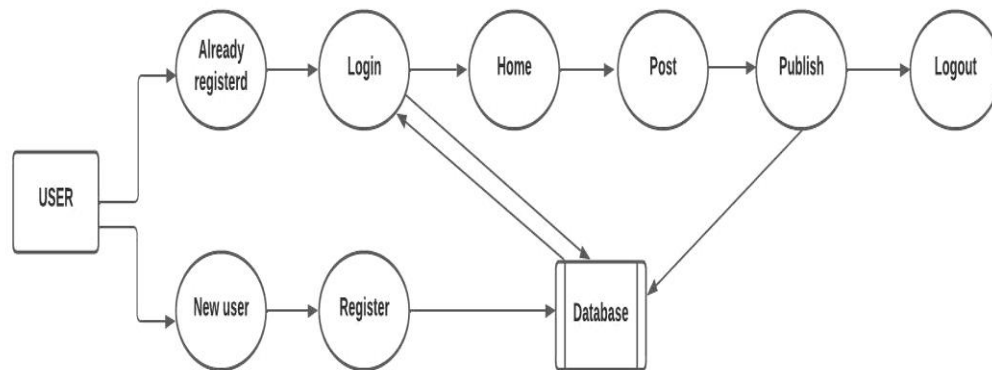 Already
registerd
Login
Home
Post
Publish
Logout
USER
New user
Register
Database